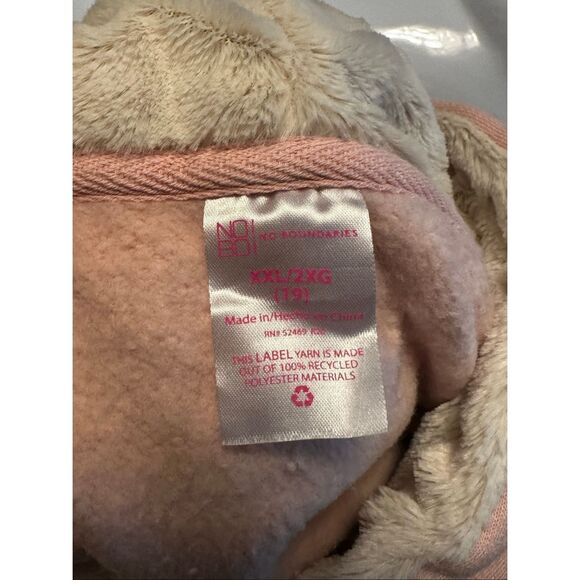 NO
BO
NO BOUNDARIES
XXL/2XG
(19)
Made in/Hecho en China
RN# 52469
THIS LABEL YARN IS MADE
OUT OF 100% RECYCLED
POLYESTER MATERIALS